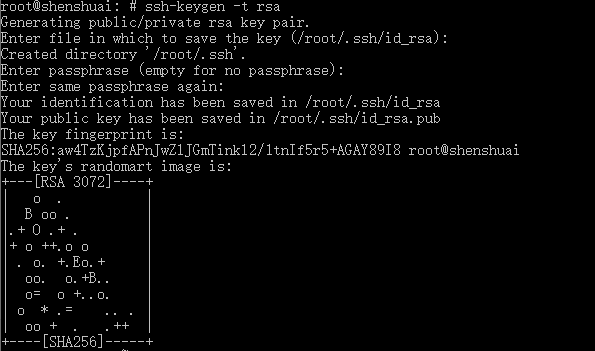 root@shenshuai: # ssh-keygen -t rsa
Generating public/private rsa key pair.
Enter file in which to save the key (/root/.ssh/id_rsa):
Created directory '/root/.ssh'.
Enter passphrase (empty for no passphrase):
Enter same passphrase again:
Your identification has been saved in /root/.ssh/id_rsa
Your public key has been saved in /root/.ssh/id_rsa.pub
The key fingerprint is:
SHA256:aw4TzKjpfAPnJwZ1JGmTinkl2/1tnIf5r5+AGAY89I8 root@shenshuai
The key's randomart image is:
+---[RSA 3072]----+
|   o  .          |
|  B oo .         |
|.+ O .+ .        |
|+ o ++.o o       |
| .  o. +.Eo.+    |
|  oo.   o.+B..   |
|  o=  o +..o.    |
| o  * .=    .. . |
|  oo +  .  .++   |
+----[SHA256]-----+